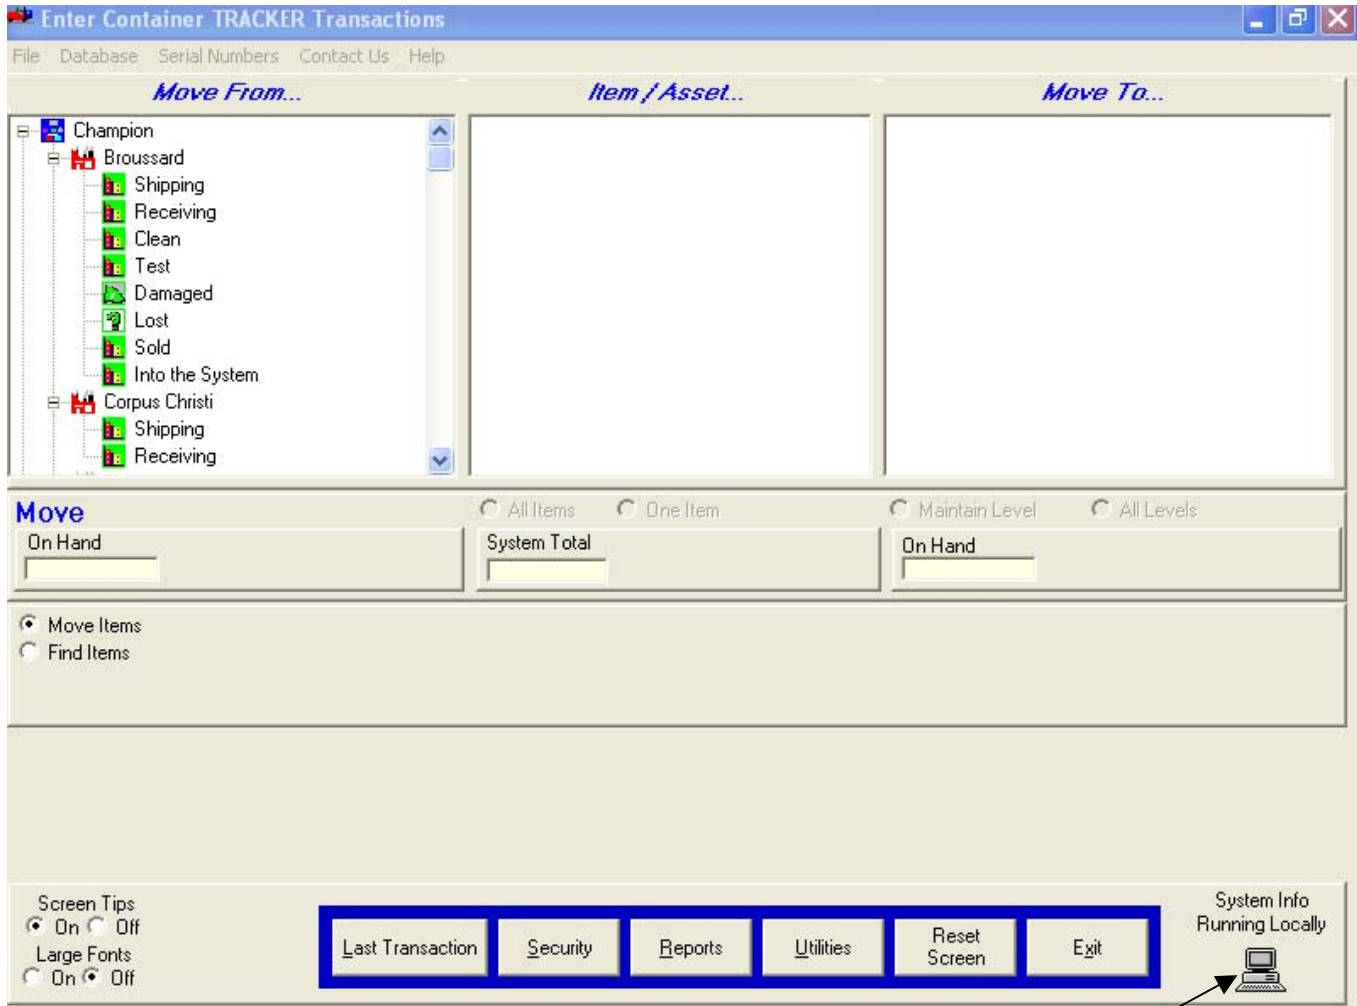 Enter Container TRACKER Transactions
File Database Serial Numbers Contact Us Help
Move From... Item / Asset... Move To...
Champion
Broussard
Shipping
Receiving
Clean
Test
Damaged
Lost
Sold
Into the System
Corpus Christi
Shipping
Receiving
Move
All Items One Item Maintain Level All Levels
On Hand System Total On Hand
Move Items
Find Items
Screen Tips
On Off
Large Fonts
On Off
Last Transaction Security Reports Utilities Reset Screen Exit
System Info
Running Locally